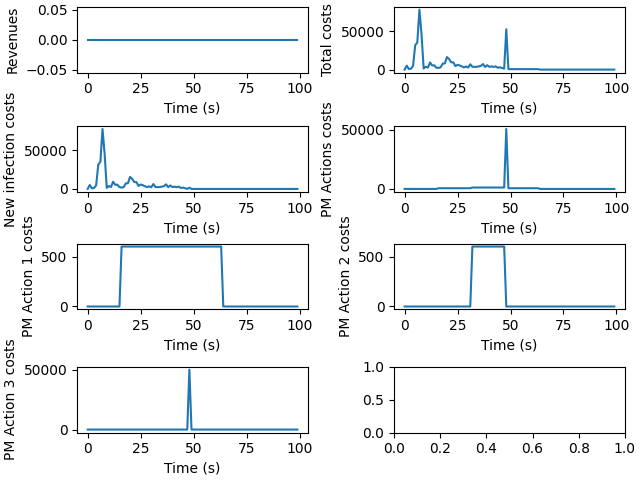 Revenues
0.05
0.00
−0.05
0 25 50 75 100
Time (s)
Total costs
50000
0
0 25 50 75 100
Time (s)
New infection costs
50000
0
0 25 50 75 100
Time (s)
PM Actions costs
50000
0
0 25 50 75 100
Time (s)
PM Action 1 costs
500
0
0 25 50 75 100
Time (s)
PM Action 2 costs
500
0
0 25 50 75 100
Time (s)
PM Action 3 costs
50000
0
0 25 50 75 100
Time (s)
1.0
0.5
0.0
0.0 0.2 0.4 0.6 0.8 1.0